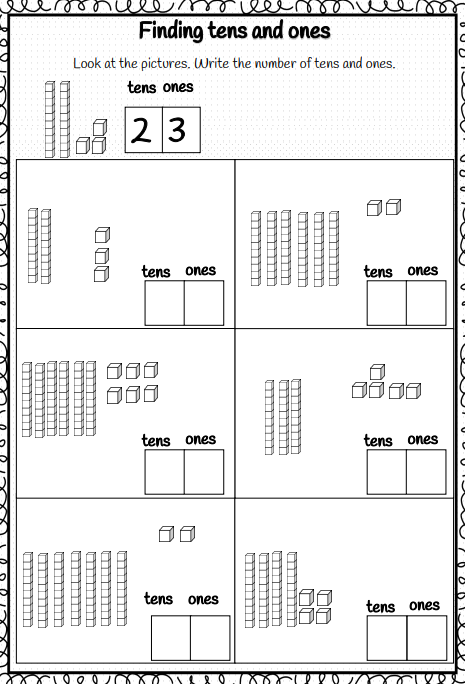 Finding tens and ones
Look at the pictures. Write the number of tens and ones.
tens ones
2 3
tens ones
tens ones
tens ones
tens ones
tens ones
tens ones